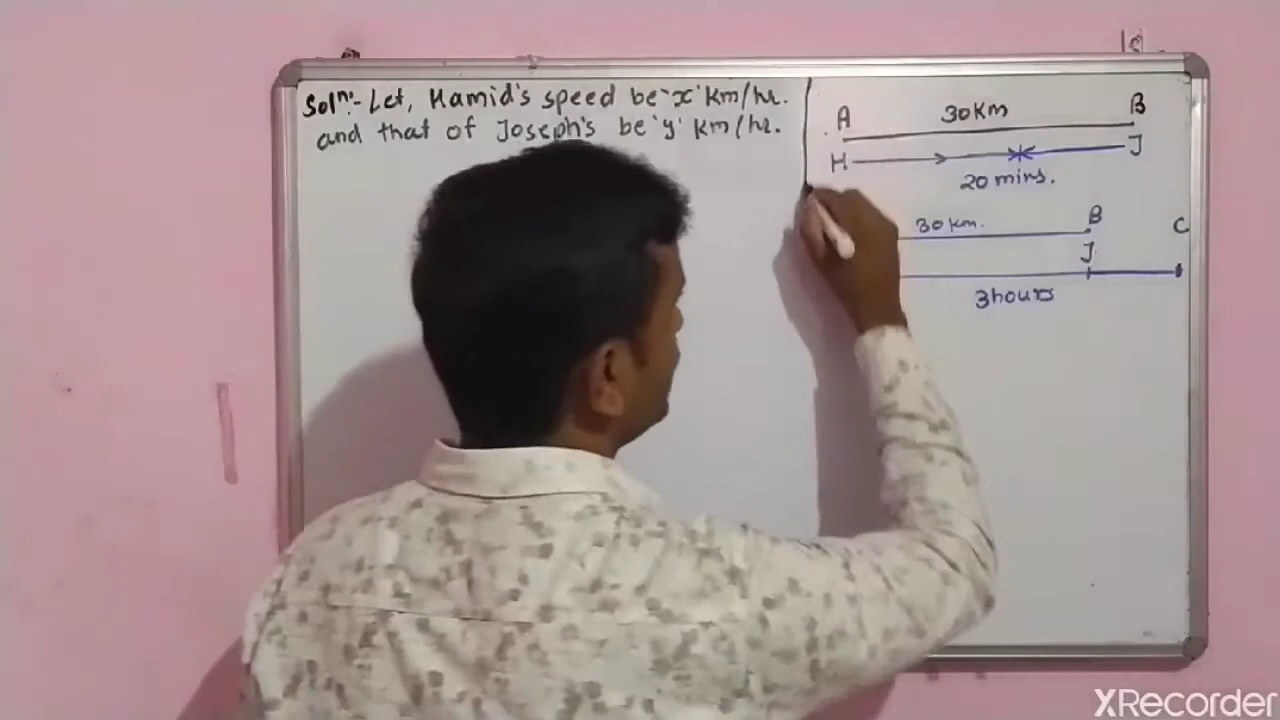 Solⁿ:- Let, Hamid's speed be 'x' Km/hr.
and that of Joseph's be 'y' Km/hr.
A 30Km B
H J
20 mins.
30 km. B C
J
3hours
XRecorder